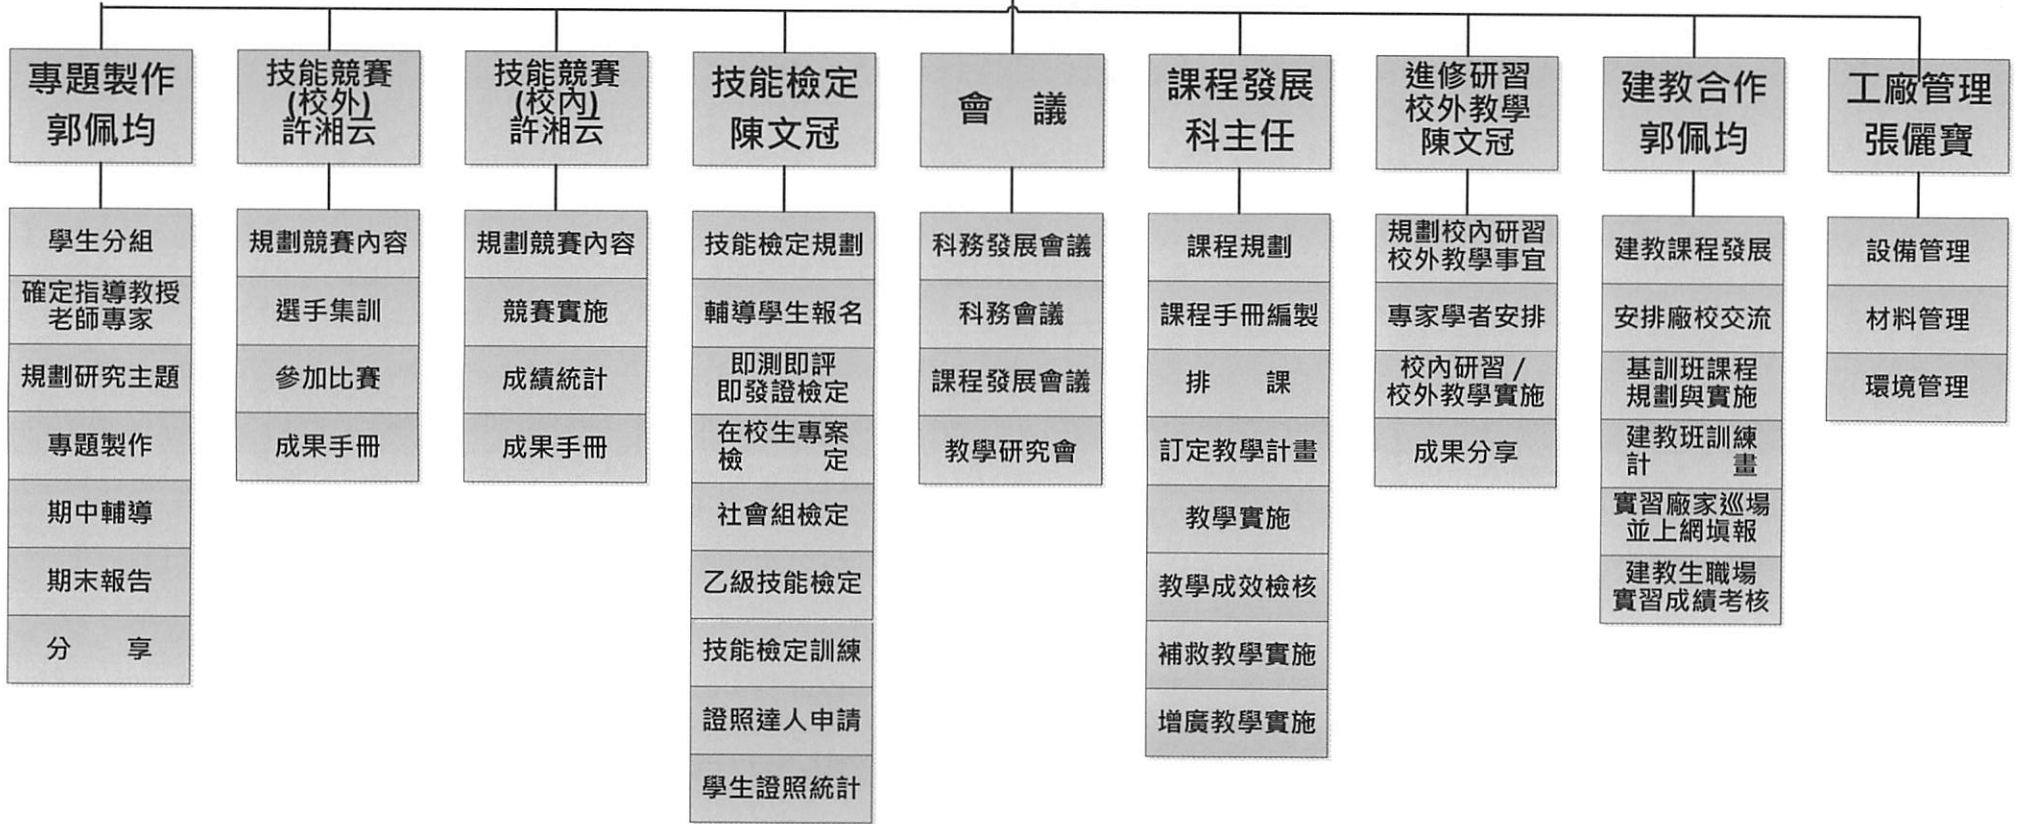 專題製作
郭佩均
學生分組
確定指導教授
老師專家
規劃研究主題
專題製作
期中輔導
期末報告
分 享
技能競賽
(校外)
許湘云
規劃競賽內容
選手集訓
參加比賽
成果手冊
技能競賽
(校內)
許湘云
規劃競賽內容
競賽實施
成績統計
成果手冊
技能檢定
陳文冠
技能檢定規劃
輔導學生報名
即測即評
即發證檢定
在校生專案
檢 定
社會組檢定
乙級技能檢定
技能檢定訓練
證照達人申請
學生證照統計
會 議
科務發展會議
科務會議
課程發展會議
教學研究會
課程發展
科主任
課程規劃
課程手冊編製
排 課
訂定教學計畫
教學實施
教學成效檢核
補救教學實施
增廣教學實施
進修研習
校外教學
陳文冠
規劃校內研習
校外教學事宜
專家學者安排
校內研習 /
校外教學實施
成果分享
建教合作
郭佩均
建教課程發展
安排廠校交流
基訓班課程
規劃與實施
建教班訓練
計 畫
實習廠家巡場
並上網填報
建教生職場
實習成績考核
工廠管理
張儷寶
設備管理
材料管理
環境管理